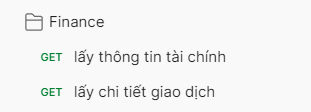 Finance
GET lấy thông tin tài chính
GET lấy chi tiết giao dịch